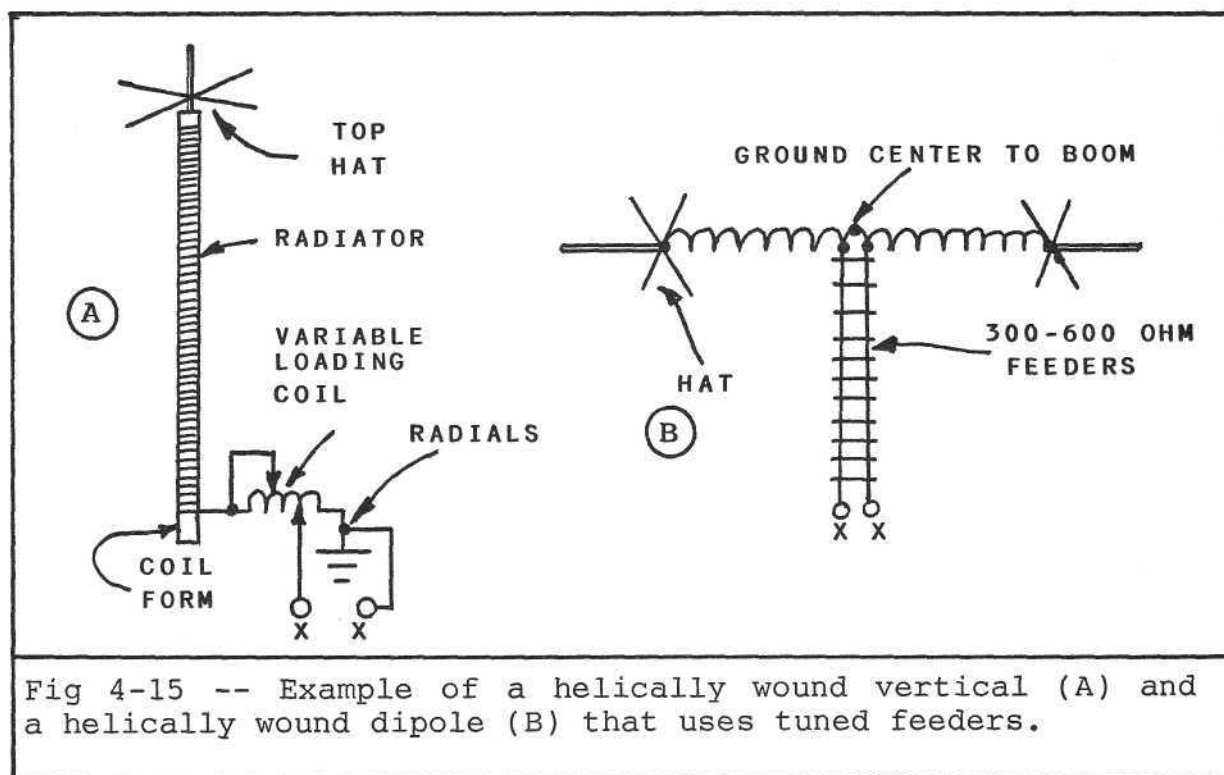 TOP
HAT
RADIATOR
A
VARIABLE
LOADING
COIL
RADIALS
COIL
FORM
X X
GROUND CENTER TO BOOM
300-600 OHM
FEEDERS
HAT
B
X X
Fig 4-15 -- Example of a helically wound vertical (A) and
a helically wound dipole (B) that uses tuned feeders.